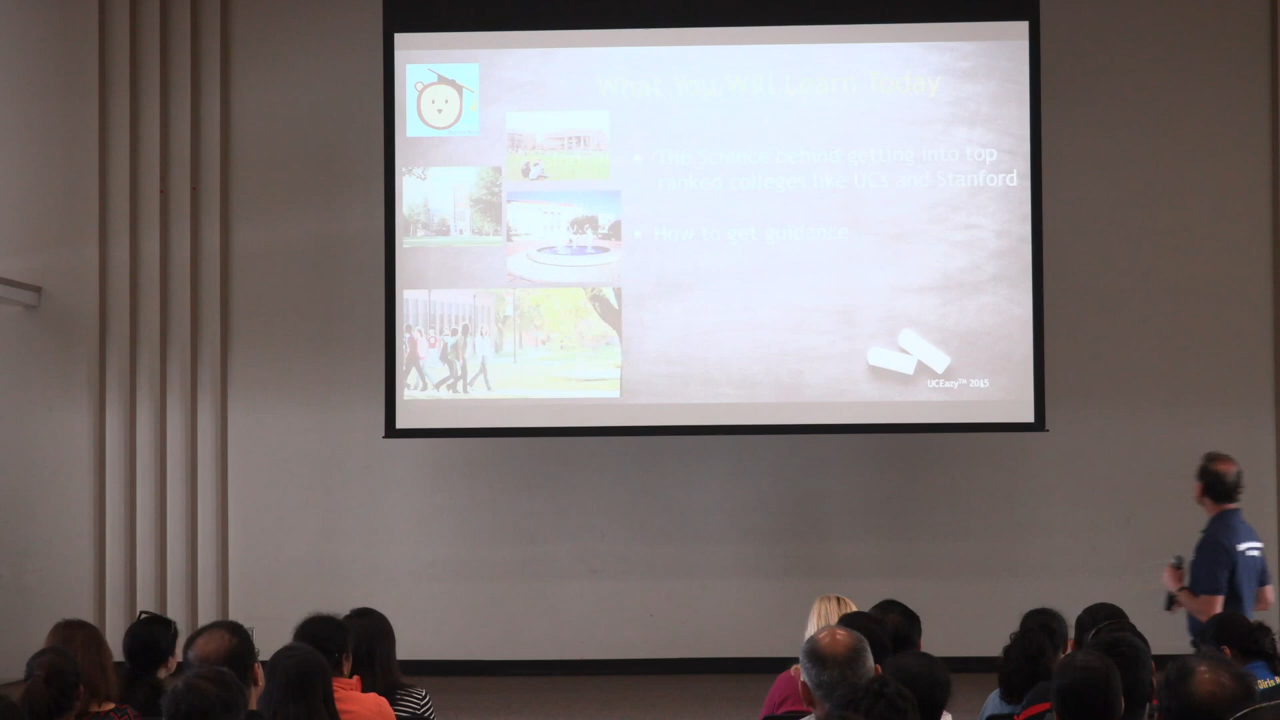 What You Will Learn Today
• The Science behind getting into top
ranked colleges like UCs and Stanford
• How to get guidance
UCEazy™ 2015
Girls